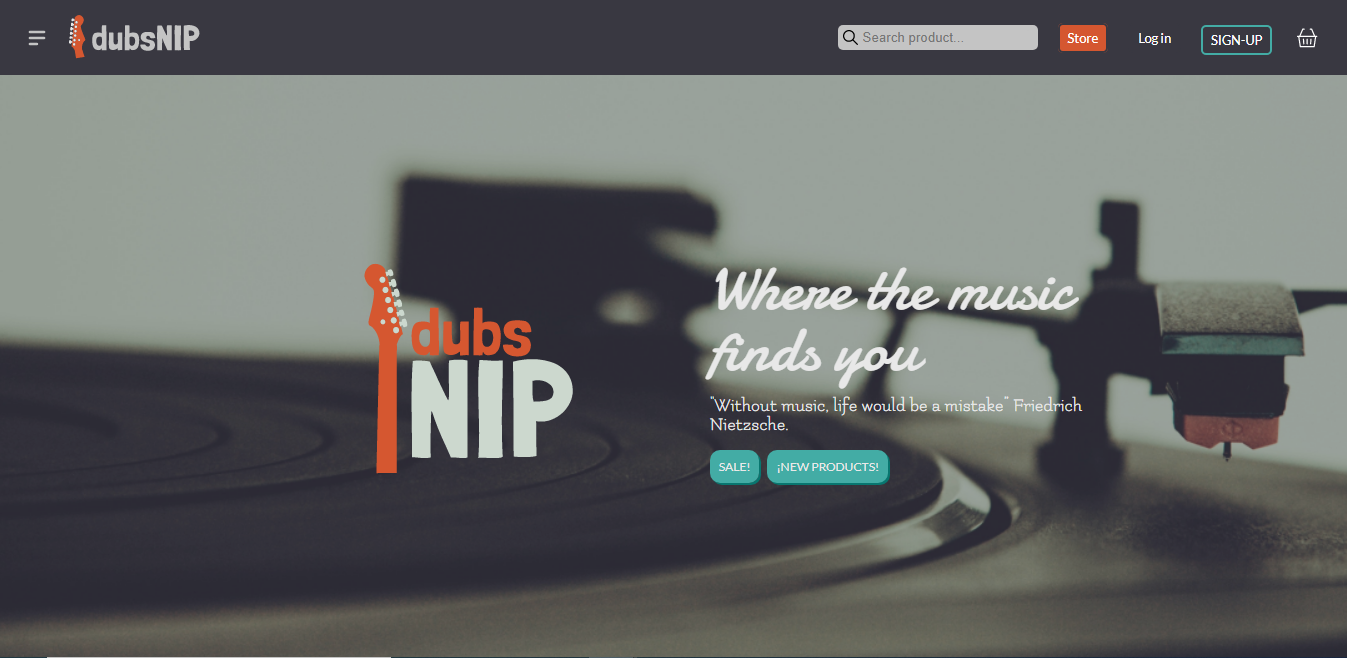 dubsNIP
Search product...
Store
Log in
SIGN-UP
dubs
NIP
Where the music
finds you
"Without music, life would be a mistake" Friedrich
Nietzsche.
SALE!
¡NEW PRODUCTS!